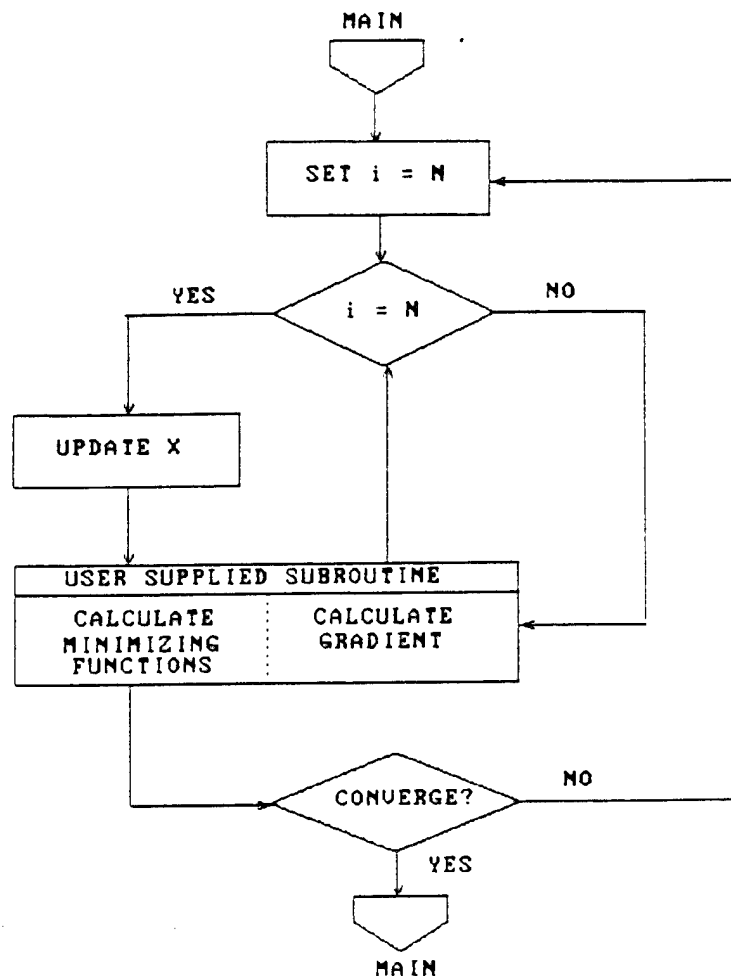 MAIN
SET i = N
YES
i = N
NO
UPDATE X
USER SUPPLIED SUBROUTINE
CALCULATE
MINIMIZING
FUNCTIONS
CALCULATE
GRADIENT
CONVERGE?
NO
YES
MAIN